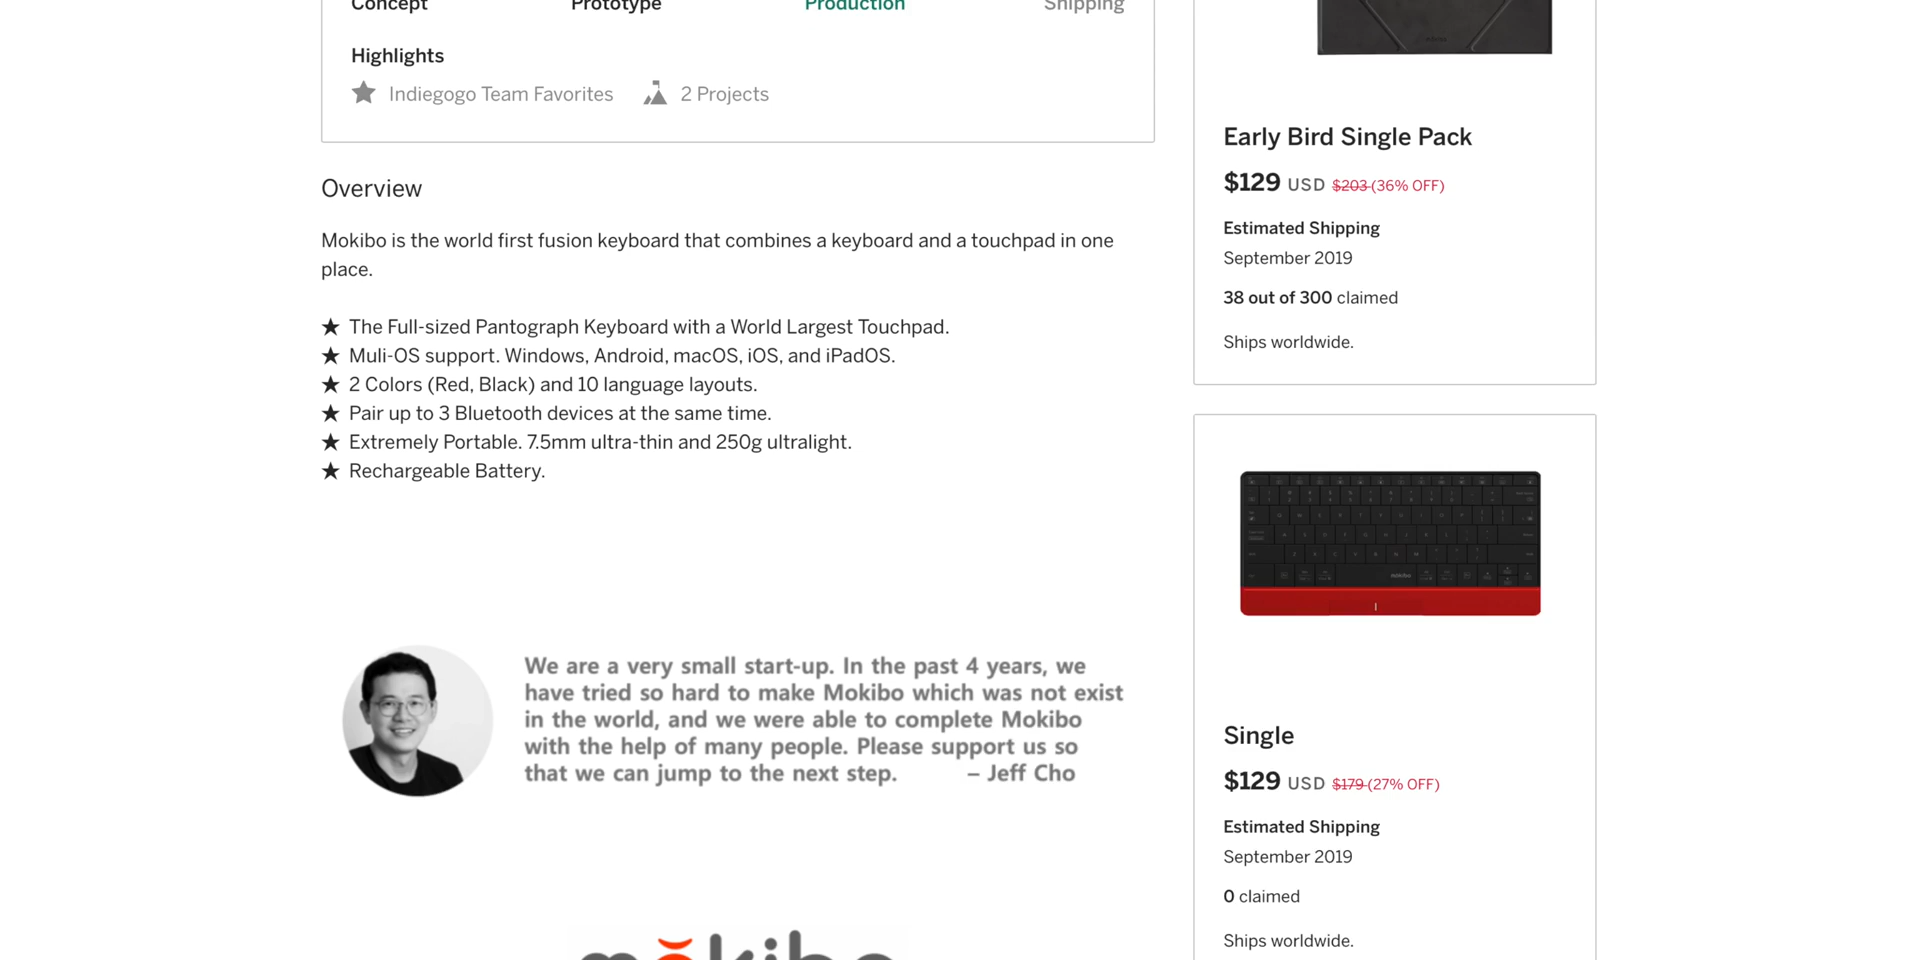 Concept Prototype Production Shipping
Highlights
Indiegogo Team Favorites 2 Projects
Overview
Mokibo is the world first fusion keyboard that combines a keyboard and a touchpad in one
place.
★ The Full-sized Pantograph Keyboard with a World Largest Touchpad.
★ Muli-OS support. Windows, Android, macOS, iOS, and iPadOS.
★ 2 Colors (Red, Black) and 10 language layouts.
★ Pair up to 3 Bluetooth devices at the same time.
★ Extremely Portable. 7.5mm ultra-thin and 250g ultralight.
★ Rechargeable Battery.
We are a very small start-up. In the past 4 years, we
have tried so hard to make Mokibo which was not exist
in the world, and we were able to complete Mokibo
with the help of many people. Please support us so
that we can jump to the next step. – Jeff Cho
mokibo
Early Bird Single Pack
$129 USD $203 (36% OFF)
Estimated Shipping
September 2019
38 out of 300 claimed
Ships worldwide.
mokibo
Single
$129 USD $179 (27% OFF)
Estimated Shipping
September 2019
0 claimed
Ships worldwide.